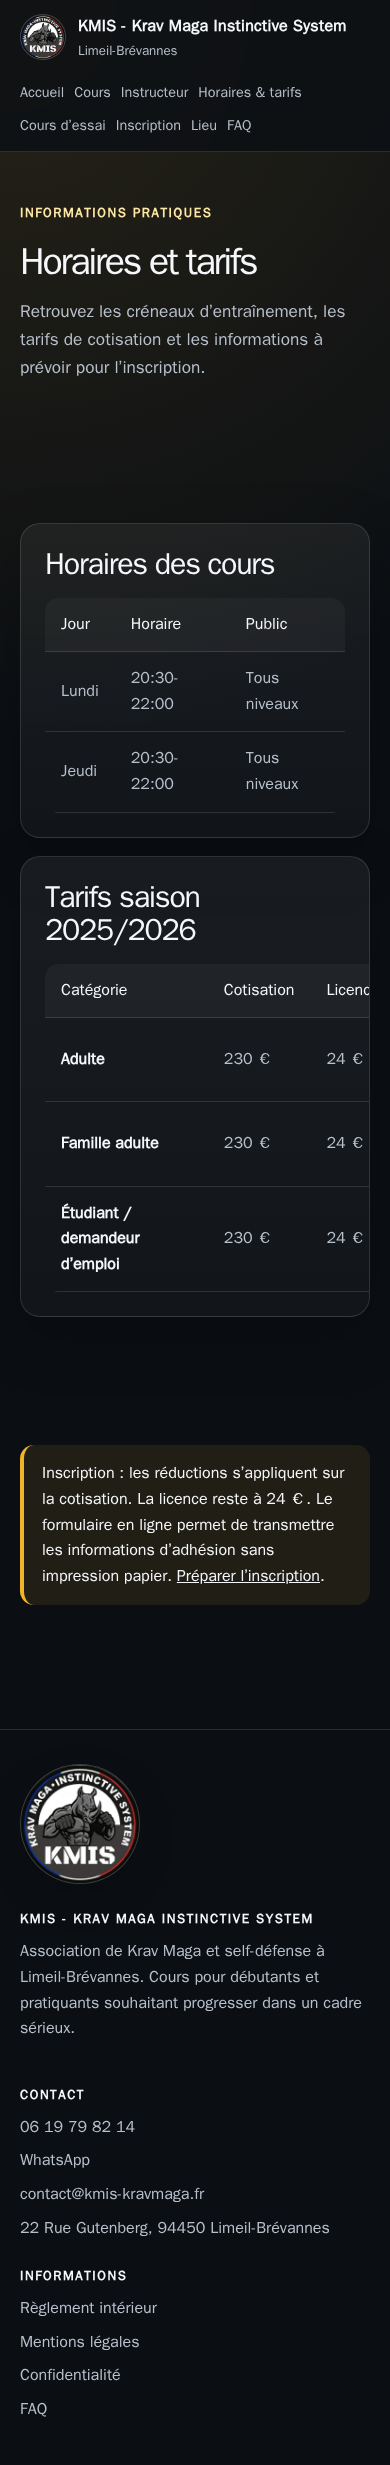 KMIS
KMIS - Krav Maga Instinctive System
Limeil-Brévannes
Accueil Cours Instructeur Horaires & tarifs
Cours d'essai Inscription Lieu FAQ
INFORMATIONS PRATIQUES
Horaires et tarifs
Retrouvez les créneaux d'entraînement, les
tarifs de cotisation et les informations à
prévoir pour l'inscription.
Horaires des cours
Jour Horaire Public
Lundi 20:30-22:00 Tous niveaux
Jeudi 20:30-22:00 Tous niveaux
Tarifs saison
2025/2026
Catégorie Cotisation Licenc
Adulte 230 € 24 €
Famille adulte 230 € 24 €
Étudiant /
demandeur 230 € 24 €
d'emploi
Inscription : les réductions s'appliquent sur
la cotisation. La licence reste à 24 € . Le
formulaire en ligne permet de transmettre
les informations d'adhésion sans
impression papier. Préparer l'inscription.
KRAV MAGA•INSTINCTIVE SYSTEM
KMIS
KMIS - KRAV MAGA INSTINCTIVE SYSTEM
Association de Krav Maga et self-défense à
Limeil-Brévannes. Cours pour débutants et
pratiquants souhaitant progresser dans un cadre
sérieux.
CONTACT
06 19 79 82 14
WhatsApp
contact@kmis-kravmaga.fr
22 Rue Gutenberg, 94450 Limeil-Brévannes
INFORMATIONS
Règlement intérieur
Mentions légales
Confidentialité
FAQ